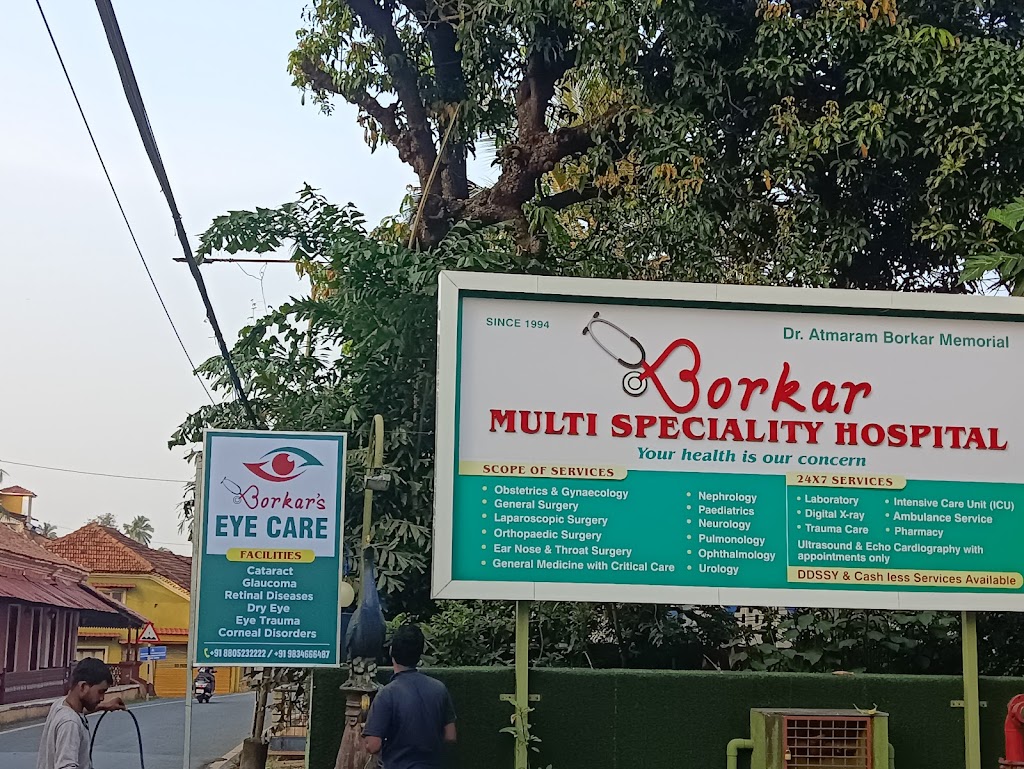 Borkar's
EYE CARE
FACILITIES
Cataract
Glaucoma
Retinal Diseases
Dry Eye
Eye Trauma
Corneal Disorders
+91 8805232222 / +91 9834666487
SINCE 1994
Dr. Atmaram Borkar Memorial
Borkar
MULTI SPECIALITY HOSPITAL
Your health is our concern
SCOPE OF SERVICES
• Obstetrics & Gynaecology
• General Surgery
• Laparoscopic Surgery
• Orthopaedic Surgery
• Ear Nose & Throat Surgery
• General Medicine with Critical Care
• Nephrology
• Paediatrics
• Neurology
• Pulmonology
• Ophthalmology
• Urology
24X7 SERVICES
• Laboratory
• Digital X-ray
• Trauma Care
• Intensive Care Unit (ICU)
• Ambulance Service
• Pharmacy
Ultrasound & Echo Cardiography with
appointments only
DDSSY & Cash less Services Available